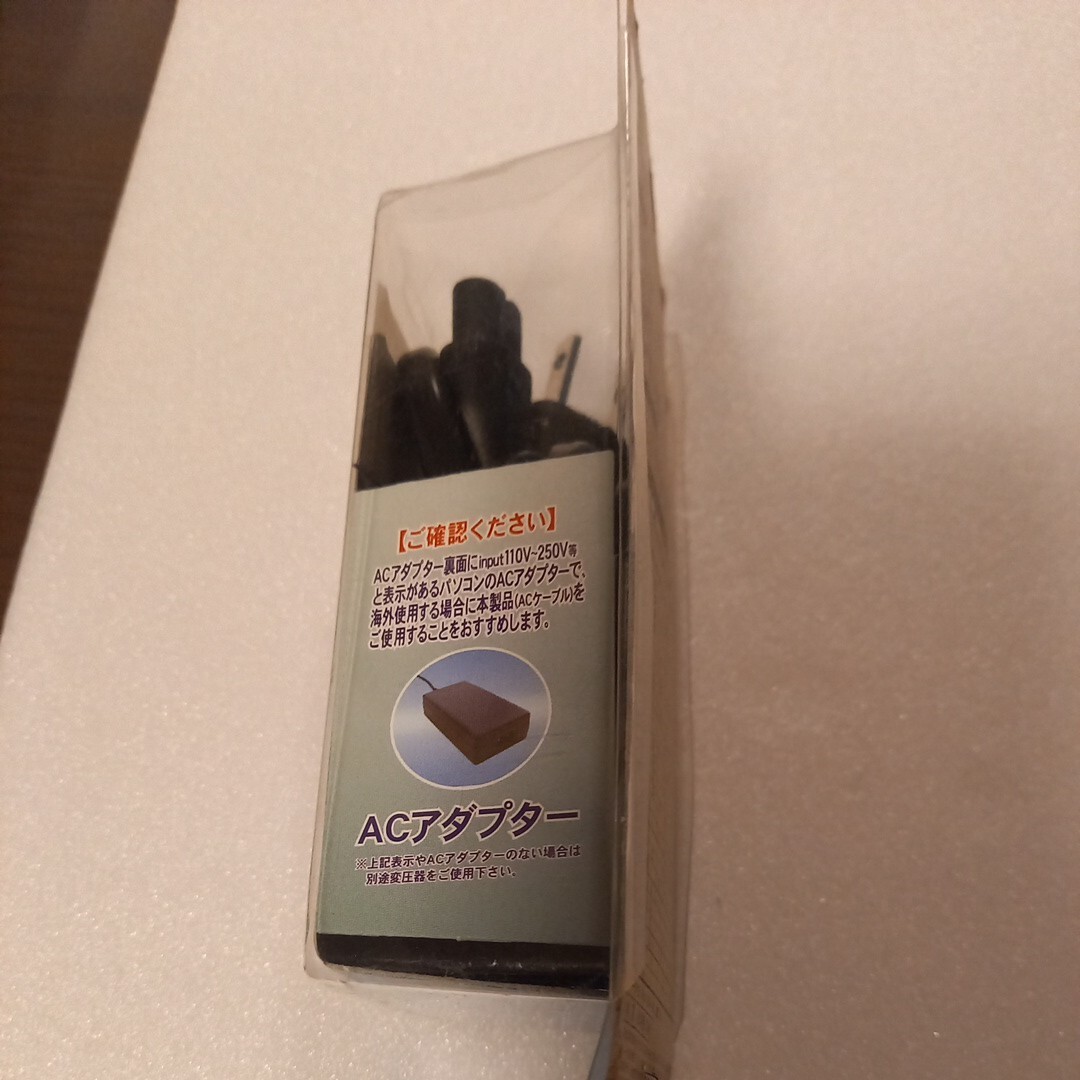 【ご確認ください】
ACアダプター裏面にinput110V~250V等
と表示があるパソコンのACアダプターで、
海外使用する場合に本製品(ACケーブル)を
ご使用することをおすすめします。
ACアダプター
※上記表示やACアダプターのない場合は
別途変圧器をご使用下さい。